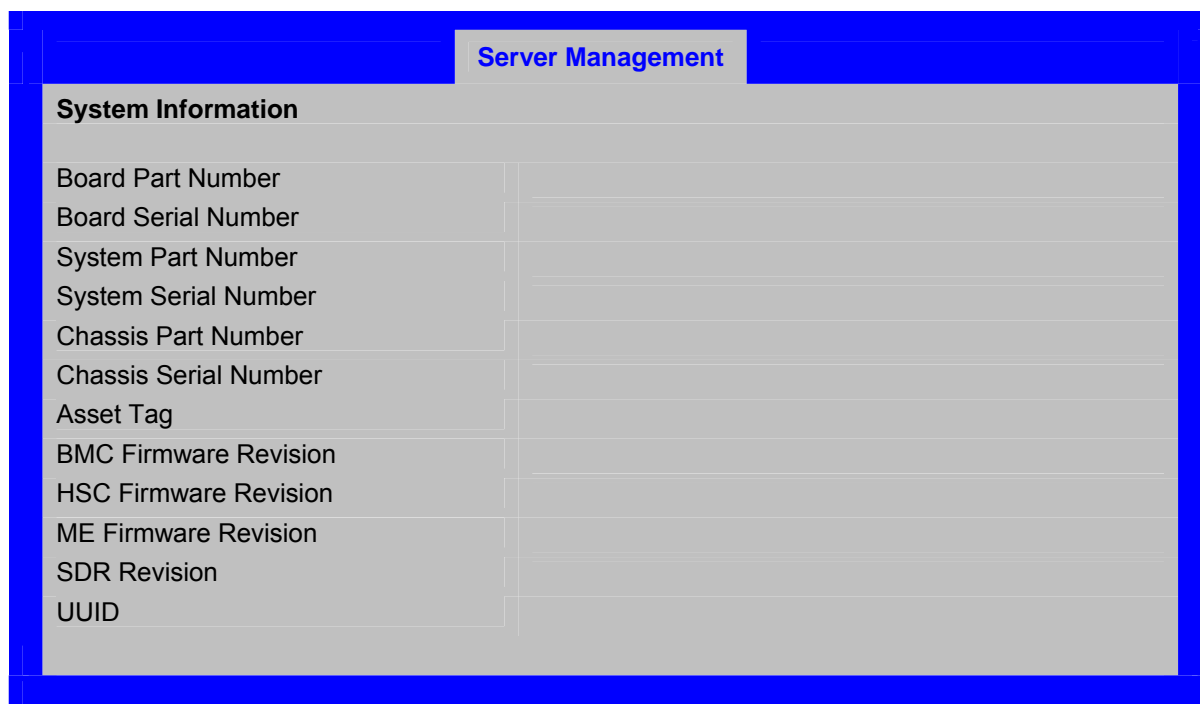 Server Management
System Information
Board Part Number
Board Serial Number
System Part Number
System Serial Number
Chassis Part Number
Chassis Serial Number
Asset Tag
BMC Firmware Revision
HSC Firmware Revision
ME Firmware Revision
SDR Revision
UUID